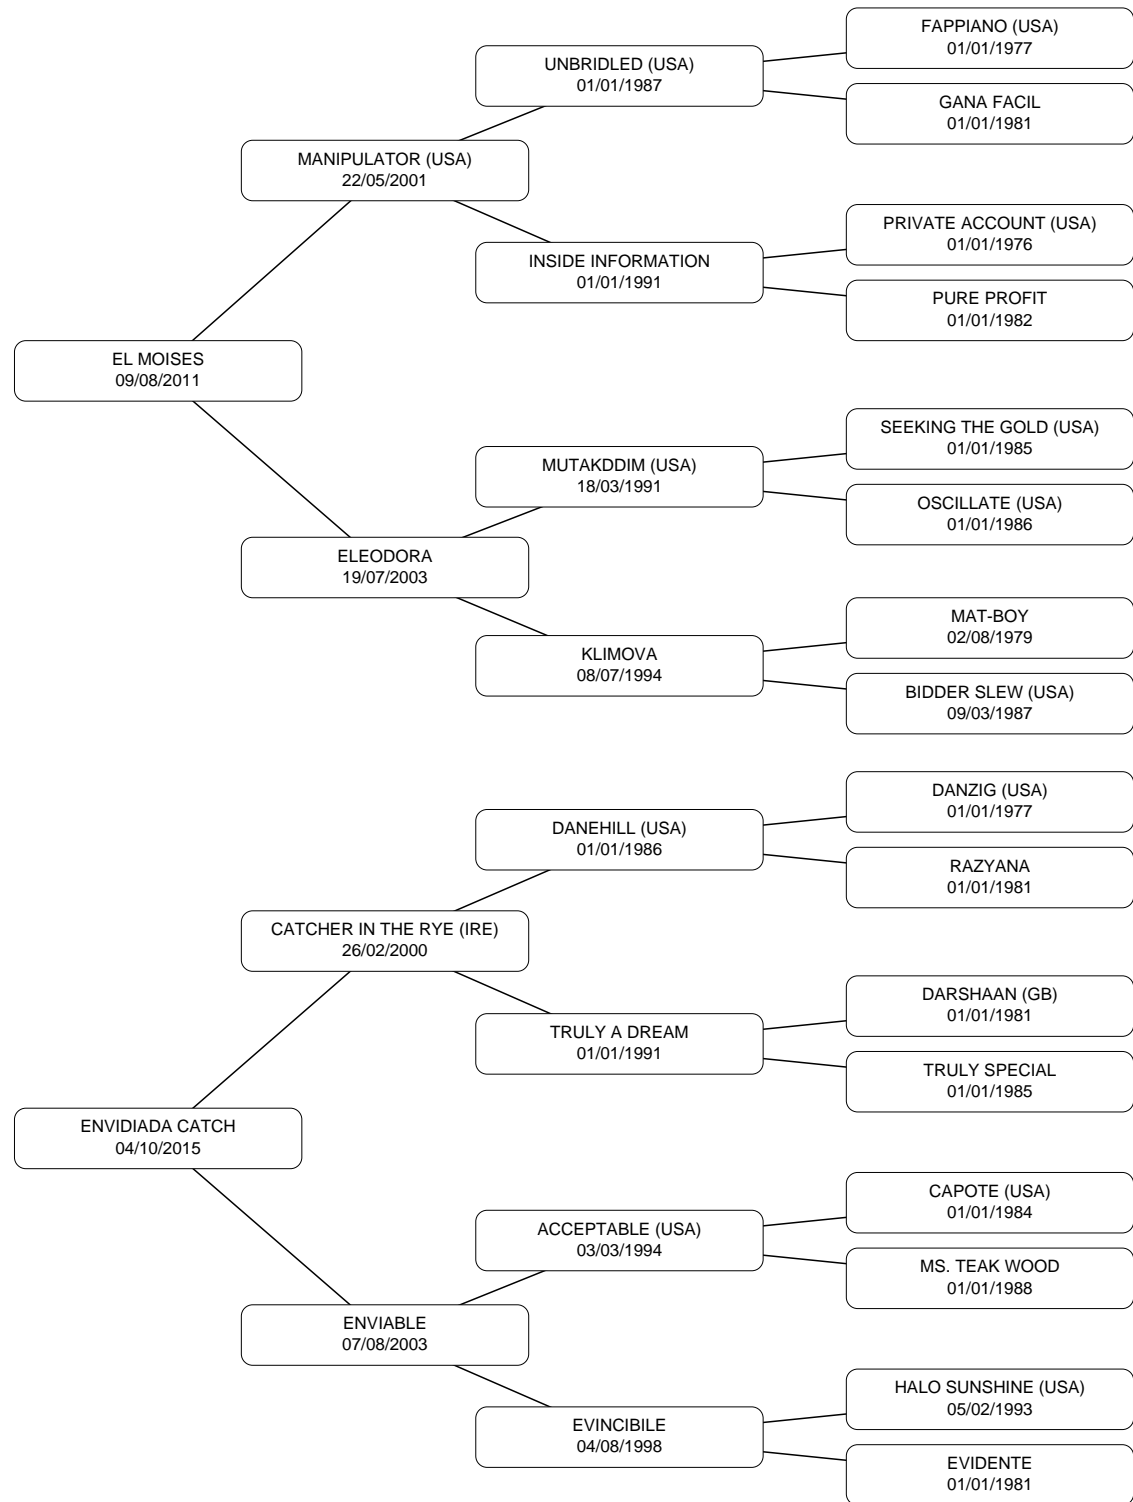 FAPPIANO (USA)
01/01/1977
UNBRIDLED (USA)
01/01/1987
GANA FACIL
01/01/1981
MANIPULATOR (USA)
22/05/2001
PRIVATE ACCOUNT (USA)
01/01/1976
INSIDE INFORMATION
01/01/1991
PURE PROFIT
01/01/1982
EL MOISES
09/08/2011
SEEKING THE GOLD (USA)
01/01/1985
MUTAKDDIM (USA)
18/03/1991
OSCILLATE (USA)
01/01/1986
ELEODORA
19/07/2003
MAT-BOY
02/08/1979
KLIMOVA
08/07/1994
BIDDER SLEW (USA)
09/03/1987
DANZIG (USA)
01/01/1977
DANEHILL (USA)
01/01/1986
RAZYANA
01/01/1981
CATCHER IN THE RYE (IRE)
26/02/2000
DARSHAAN (GB)
01/01/1981
TRULY A DREAM
01/01/1991
TRULY SPECIAL
01/01/1985
ENVIDIADA CATCH
04/10/2015
CAPOTE (USA)
01/01/1984
ACCEPTABLE (USA)
03/03/1994
MS. TEAK WOOD
01/01/1988
ENVIABLE
07/08/2003
HALO SUNSHINE (USA)
05/02/1993
EVINCIBILE
04/08/1998
EVIDENTE
01/01/1981